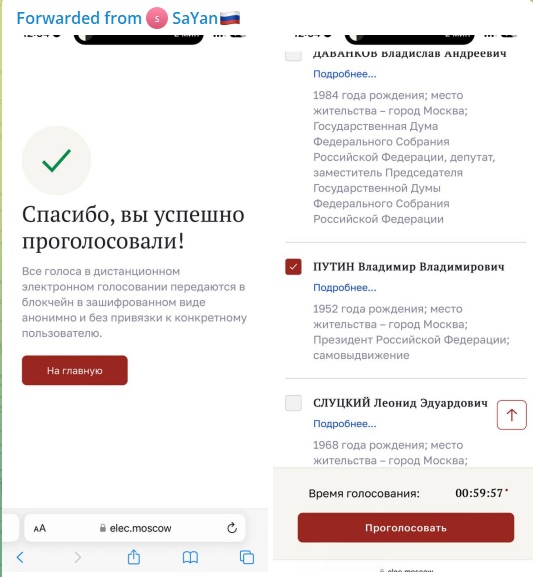 Forwarded from S SaYan
Спасибо, вы успешно
проголосовали!
Все голоса в дистанционном
электронном голосовании передаются в
блокчейн в зашифрованном виде
анонимно и без привязки к конкретному
пользователю.
На главную
AA elec.moscow
ДАВАНКОВ Владислав Андреевич
Подробнее...
1984 года рождения; место
жительства – город Москва;
Государственная Дума
Федерального Собрания
Российской Федерации, депутат,
заместитель Председателя
Государственной Думы
Федерального Собрания
Российской Федерации
ПУТИН Владимир Владимирович
Подробнее...
1952 года рождения; место
жительства – город Москва;
Президент Российской Федерации;
самовыдвижение
СЛУЦКИЙ Леонид Эдуардович
Подробнее...
1968 года рождения; место
жительства – город Москва;
Время голосования: 00:59:57*
Проголосовать
elec.moscow